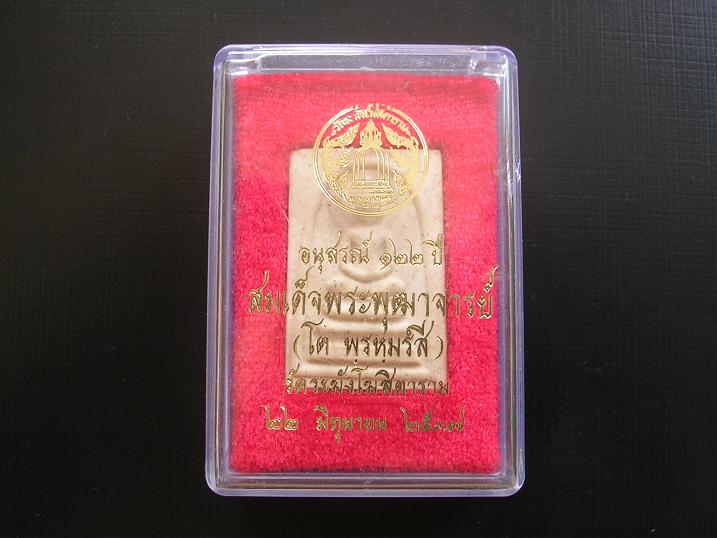 อนุสรณ์ ๑๒๒ ปี
สมเด็จพระพุฒาจารย์
(โต พฺรหฺมรํสี)
วัดระฆังโฆสิตาราม
๒๒ มิถุนายน ๒๕๓๗